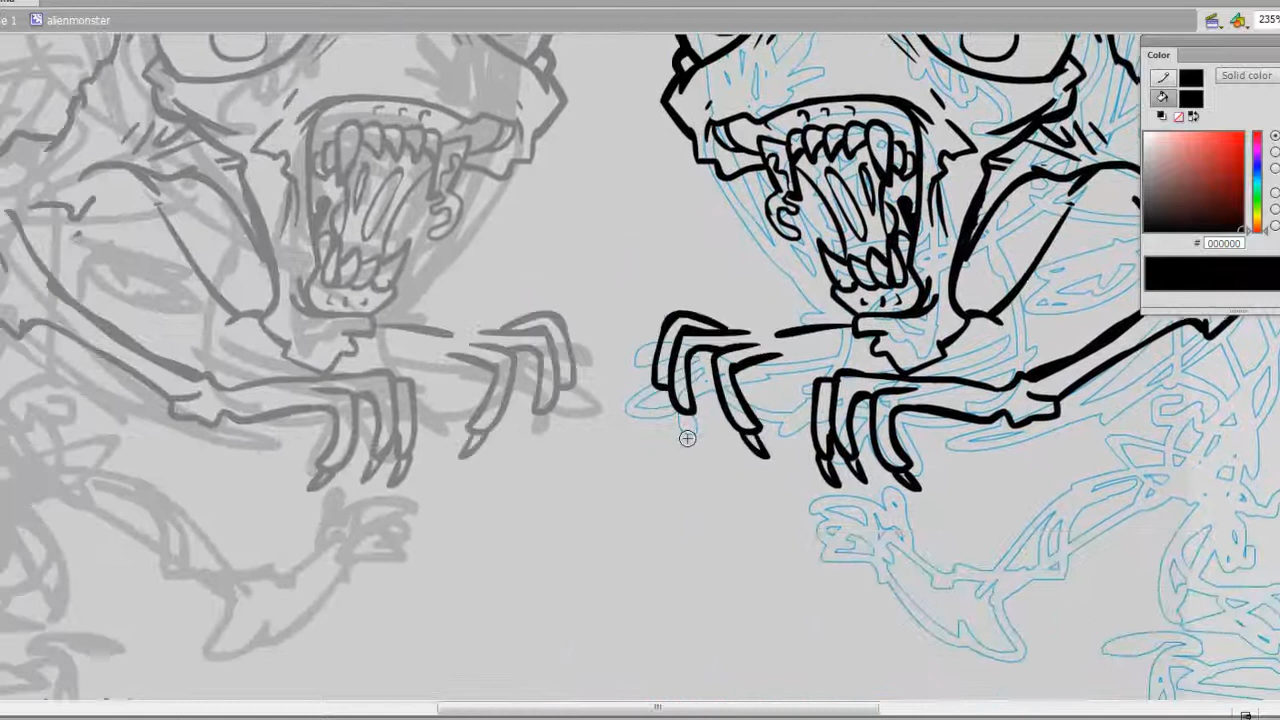 e 1 alienmonster
235%
Color
Solid color
# 000000